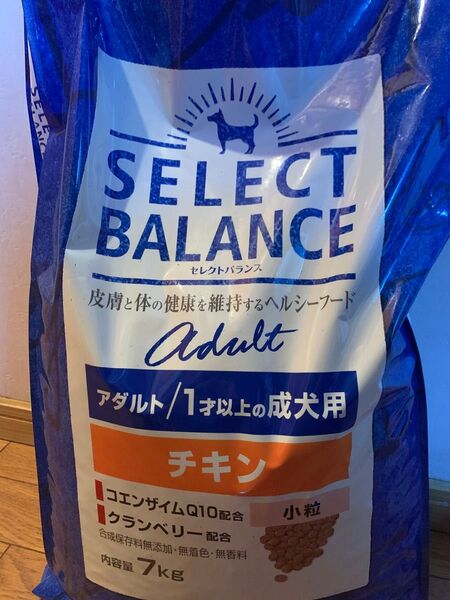 SELECT
BALANCE
セレクトバランス
皮膚と体の健康を維持するヘルシーフード
adult
アダルト/1才以上の成犬用
チキン
コエンザイムQ10配合
クランベリー配合
小粒
合成保存料無添加・無着色・無香料
内容量 7kg
SELECT
BALANCE